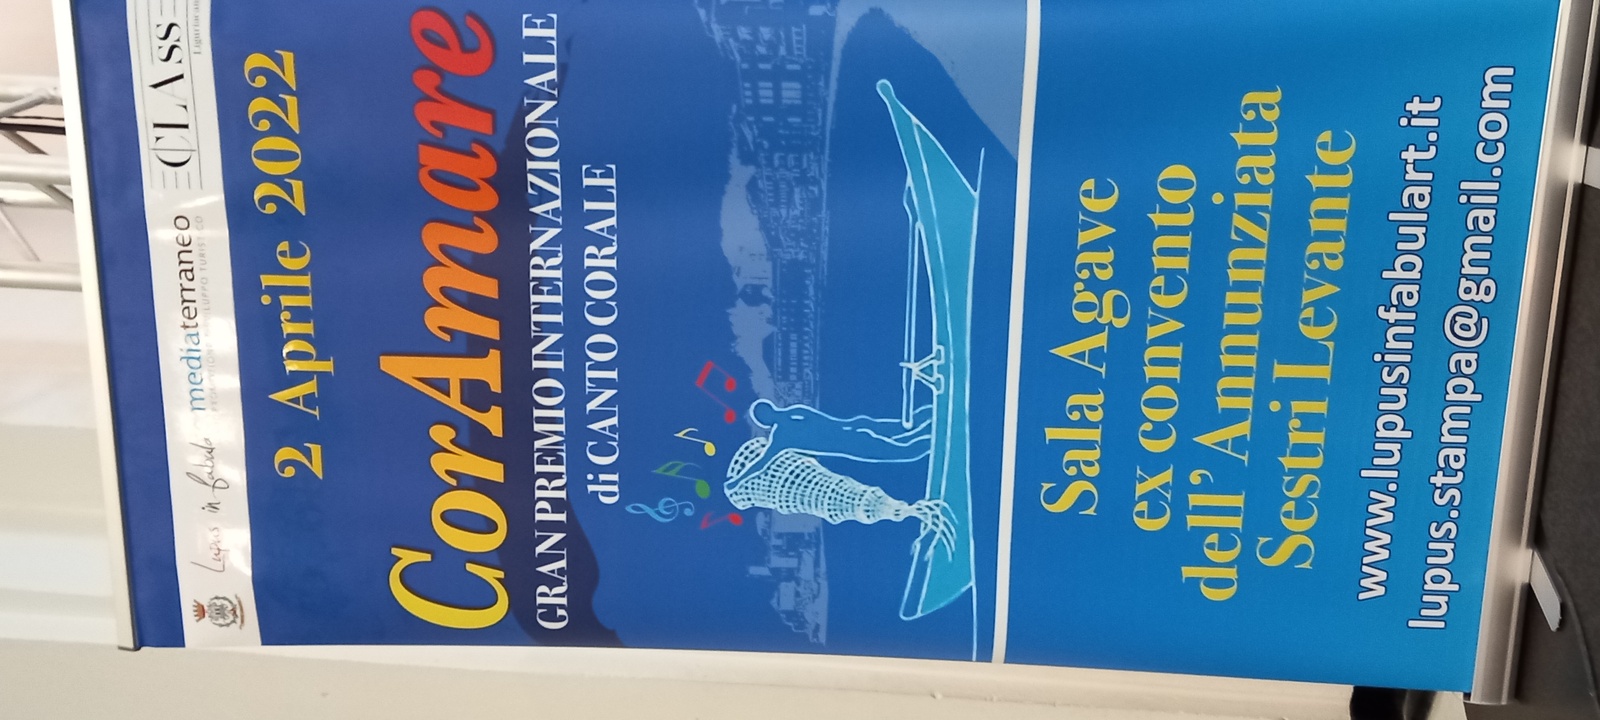 Lupus in fabula
mediaterraneo
CLASS
2 Aprile 2022
CorAmare
GRAN PREMIO INTERNAZIONALE
di CANTO CORALE
Sala Agave
ex convento
dell'Annunziata
Sestri Levante
www.lupusinfabulart.it
lupus.stampa@gmail.com